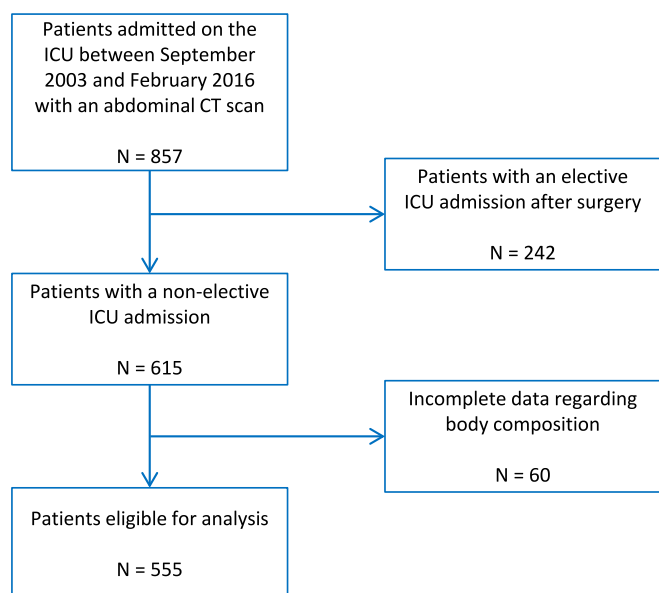 Patients admitted on the
ICU between September
2003 and February 2016
with an abdominal CT scan
N = 857
Patients with an elective
ICU admission after surgery
N = 242
Patients with a non-elective
ICU admission
N = 615
Incomplete data regarding
body composition
N = 60
Patients eligible for analysis
N = 555